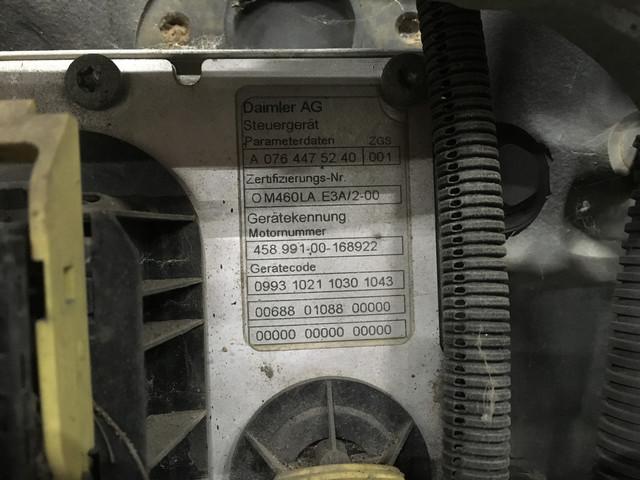 Daimler AG
Steuergerät
Parameterdaten ZGS
A 076 447 52 40 001
Zertifizierungs-Nr.
OM460LA.E3A/2-00
Gerätekennung
Motornummer
458.991-00-168922
Gerätecode
0993 1021 1030 1043
00688 01088 00000
00000 00000 00000